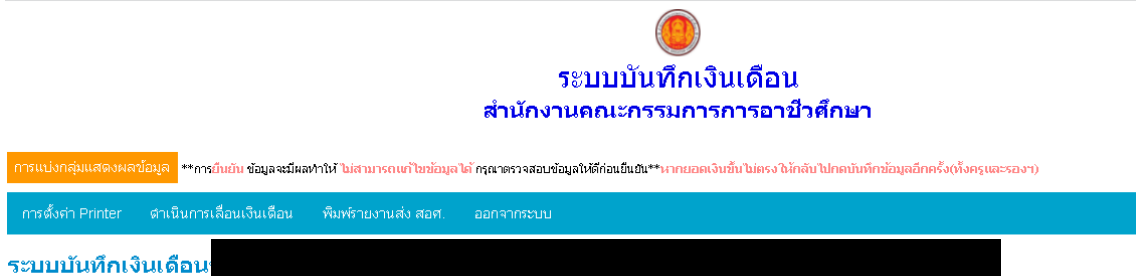 ระบบบันทึกเงินเดือน
สำนักงานคณะกรรมการการอาชีวศึกษา
การแบ่งกลุ่มแสดงผลข้อมูล **การยืนยัน ข้อมูลจะมีผลทำให้ ไม่สามารถแก้ไขข้อมูลได้ กรุณาตรวจสอบข้อมูลให้ดีก่อนยืนยัน**หากยอดเงินขึ้นไม่ตรง ให้กลับไปกดบันทึกข้อมูลอีกครั้ง(ทั้งครูและรองฯ)
การตั้งค่า Printer ดำเนินการเลื่อนเงินเดือน พิมพ์รายงานส่ง สอศ. ออกจากระบบ
ระบบบันทึกเงินเดือน